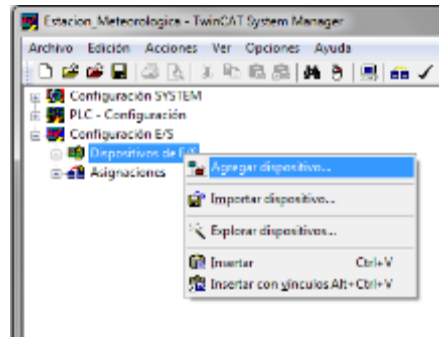 Estacion_Meteorologica - TwinCAT System Manager
Archivo Edición Acciones Ver Opciones Ayuda
Configuración SYSTEM
PLC - Configuración
Configuración E/S
Dispositivos de E/S
Agregar dispositivo...
Asignaciones
Importar dispositivo...
Explorar dispositivos...
Insertar Ctrl+V
Insertar con vínculos Alt+Ctrl+V